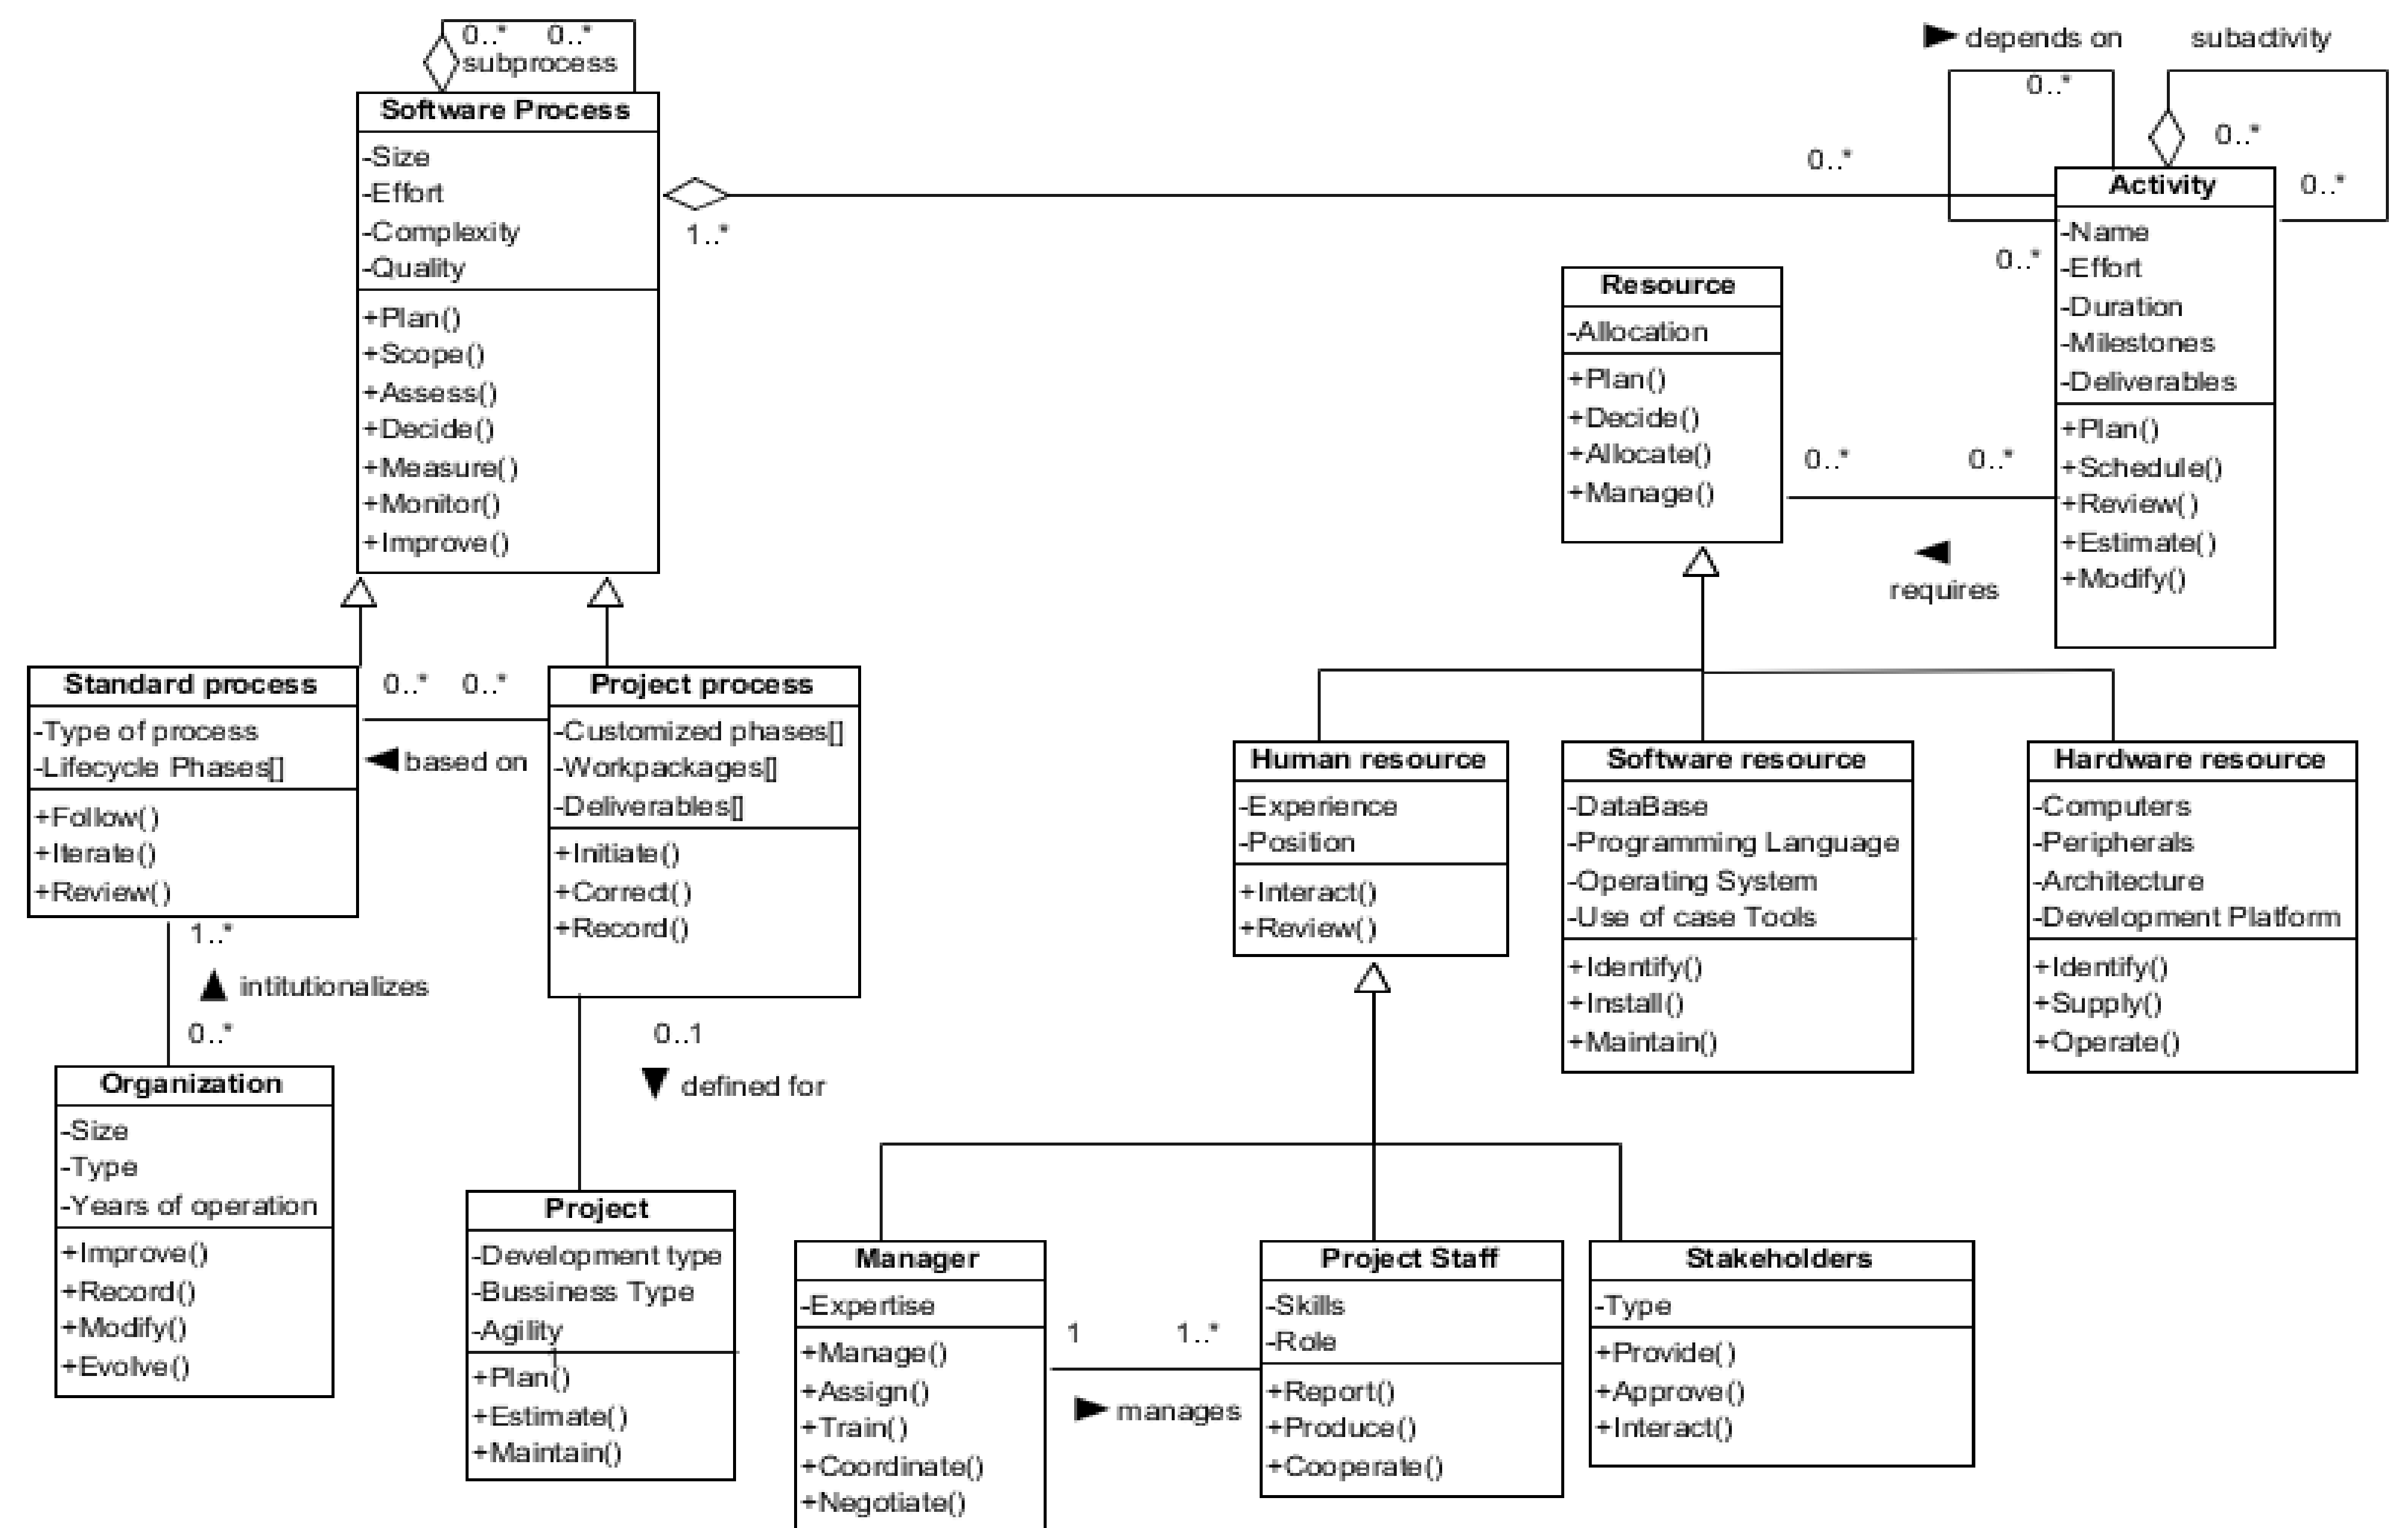 0..* 0..*
subprocess
Software Process
-Size
-Effort
-Complexity
-Quality
+Plan()
+Scope()
+Assess()
+Decide()
+Measure()
+Monitor()
+Improve()
1..*
0..*
depends on
0..*
0..*
subactivity
0..*
0..*
Activity
-Name
-Effort
-Duration
-Milestones
-Deliverables
+Plan()
+Schedule()
+Review()
+Estimate()
+Modify()
Resource
-Allocation
+Plan()
+Decide()
+Allocate()
+Manage()
0..* 0..*
requires
Standard process
-Type of process
-Lifecycle Phases[]
+Follow()
+Iterate()
+Review()
0..* 0..*
based on
Project process
-Customized phases[]
-Workpackages[]
-Deliverables[]
+Initiate()
+Correct()
+Record()
1..*
intitutionalizes
0..*
Organization
-Size
-Type
-Years of operation
+Improve()
+Record()
+Modify()
+Evolve()
0..1
defined for
Project
-Development type
-Bussiness Type
-Agility
1
+Plan()
+Estimate()
+Maintain()
Human resource
-Experience
-Position
+Interact()
+Review()
Software resource
-DataBase
-Programming Language
-Operating System
-Use of case Tools
+Identify()
+Install()
+Maintain()
Hardware resource
-Computers
-Peripherals
-Architecture
-Development Platform
+Identify()
+Supply()
+Operate()
Manager
-Expertise
+Manage()
+Assign()
+Train()
+Coordinate()
+Negotiate()
1 1..*
manages
Project Staff
-Skills
-Role
+Report()
+Produce()
+Cooperate()
Stakeholders
-Type
+Provide()
+Approve()
+Interact()